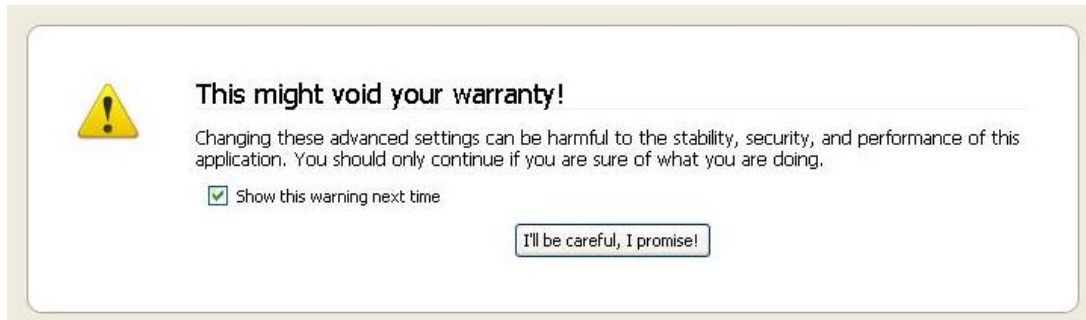 This might void your warranty!
Changing these advanced settings can be harmful to the stability, security, and performance of this
application. You should only continue if you are sure of what you are doing.
Show this warning next time
I'll be careful, I promise!